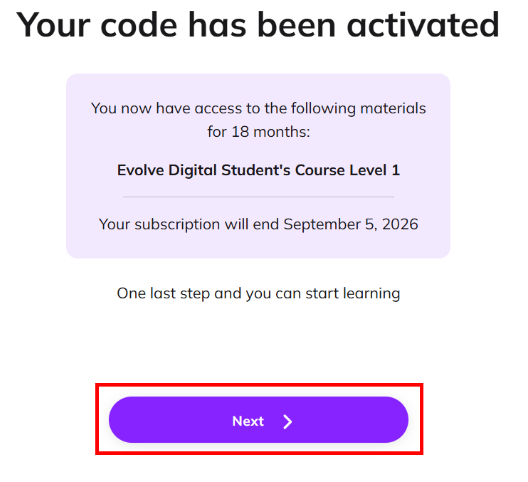 Your code has been activated
You now have access to the following materials
for 18 months:
Evolve Digital Student's Course Level 1
Your subscription will end September 5, 2026
One last step and you can start learning
Next